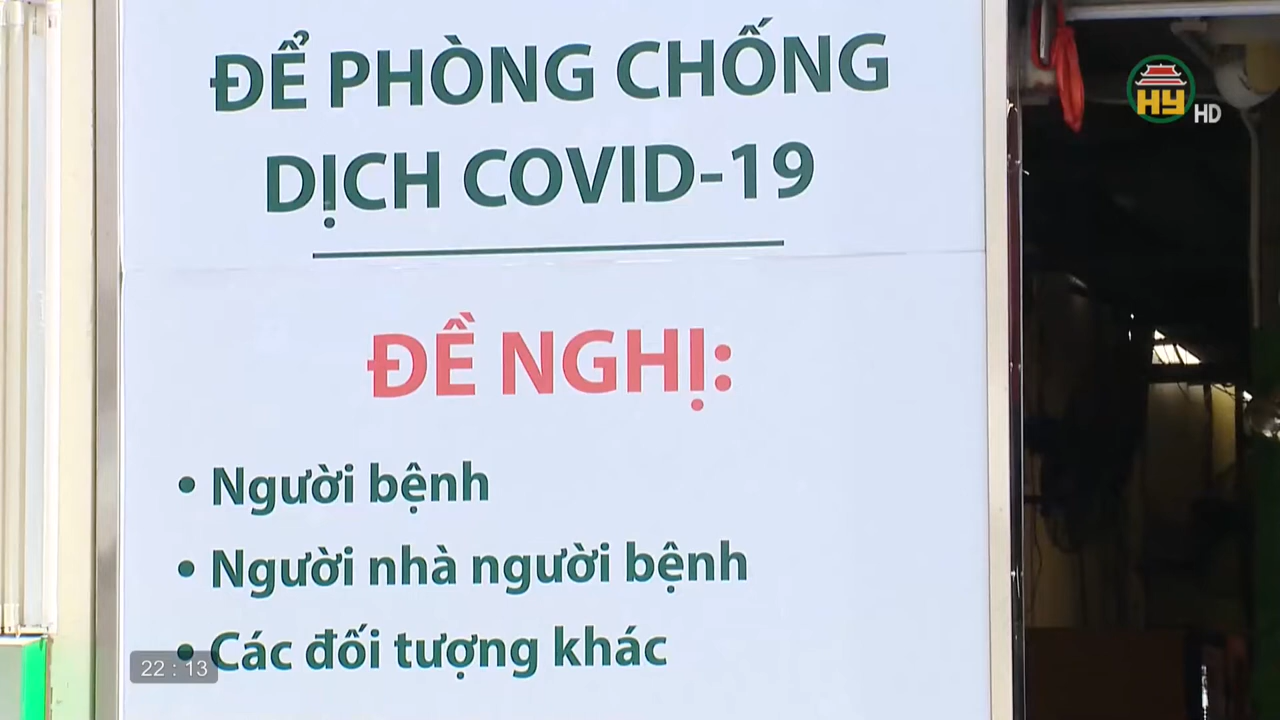 ĐỂ PHÒNG CHỐNG
DỊCH COVID-19
ĐỀ NGHỊ:
• Người bệnh
• Người nhà người bệnh
• Các đối tượng khác
HY HD
22 : 13